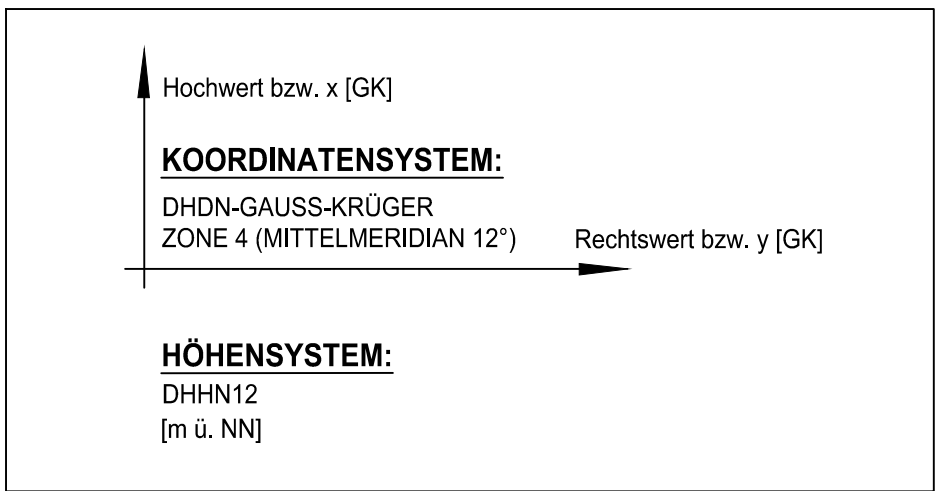 Hochwert bzw. x [GK]
KOORDINATENSYSTEM:
DHDN-GAUSS-KRÜGER
ZONE 4 (MITTELMERIDIAN 12°)
Rechtswert bzw. y [GK]
HÖHENSYSTEM:
DHHN12
[m ü. NN]